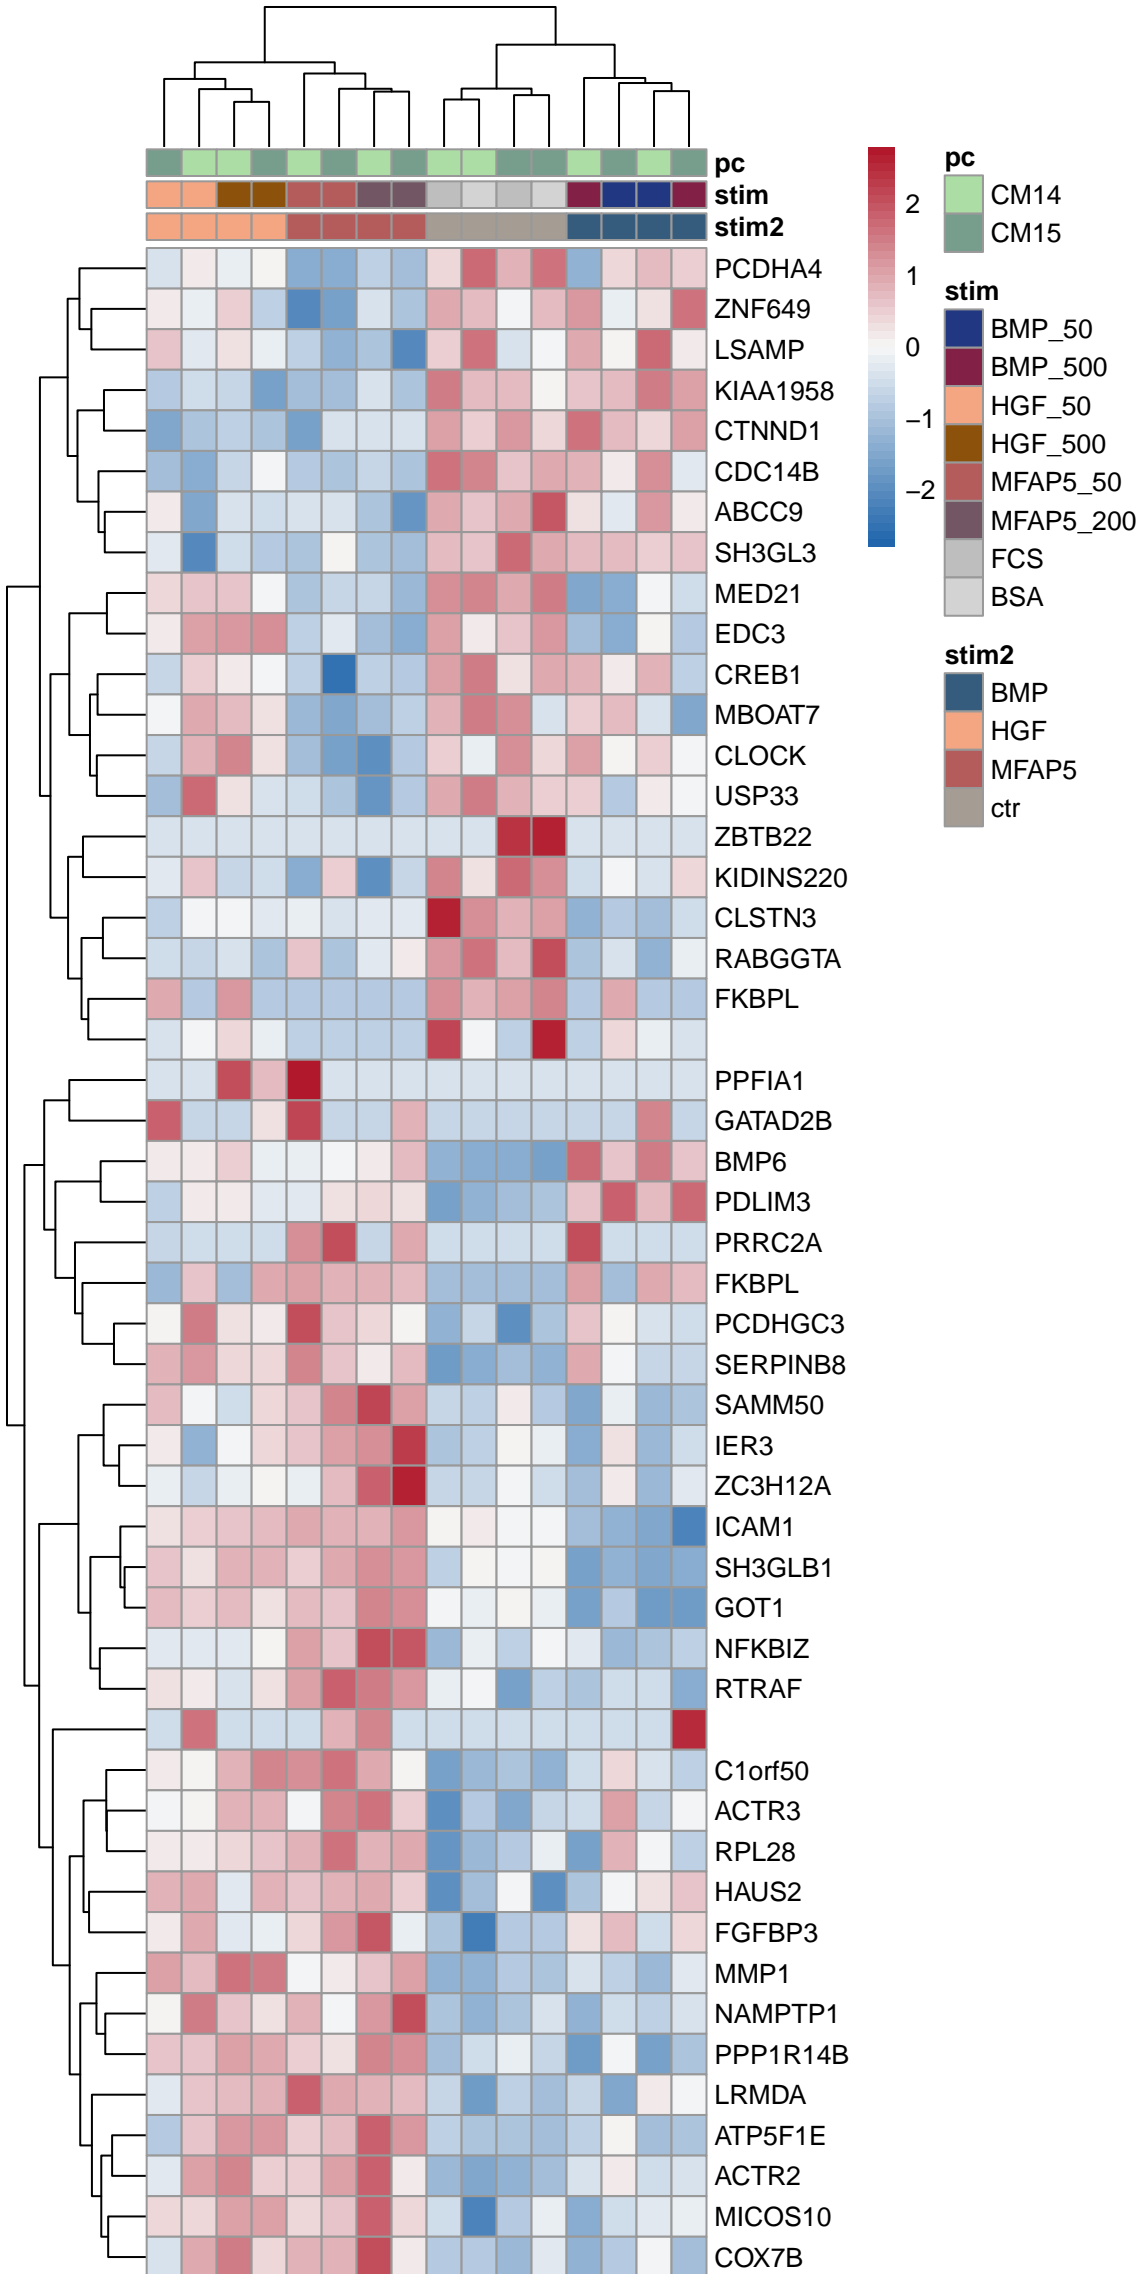 pc
stim
stim2
PCDHA4
ZNF649
LSAMP
KIAA1958
CTNND1
CDC14B
ABCC9
SH3GL3
MED21
EDC3
CREB1
MBOAT7
CLOCK
USP33
ZBTB22
KIDINS220
CLSTN3
RABGGTA
FKBPL
PPFIA1
GATAD2B
BMP6
PDLIM3
PRRC2A
FKBPL
PCDHGC3
SERPINB8
SAMM50
IER3
ZC3H12A
ICAM1
SH3GLB1
GOT1
NFKBIZ
RTRAF
C1orf50
ACTR3
RPL28
HAUS2
FGFBP3
MMP1
NAMPTP1
PPP1R14B
LRMDA
ATP5F1E
ACTR2
MICOS10
COX7B
2
1
0
−1
−2
pc
CM14
CM15
stim
BMP_50
BMP_500
HGF_50
HGF_500
MFAP5_50
MFAP5_200
FCS
BSA
stim2
BMP
HGF
MFAP5
ctr